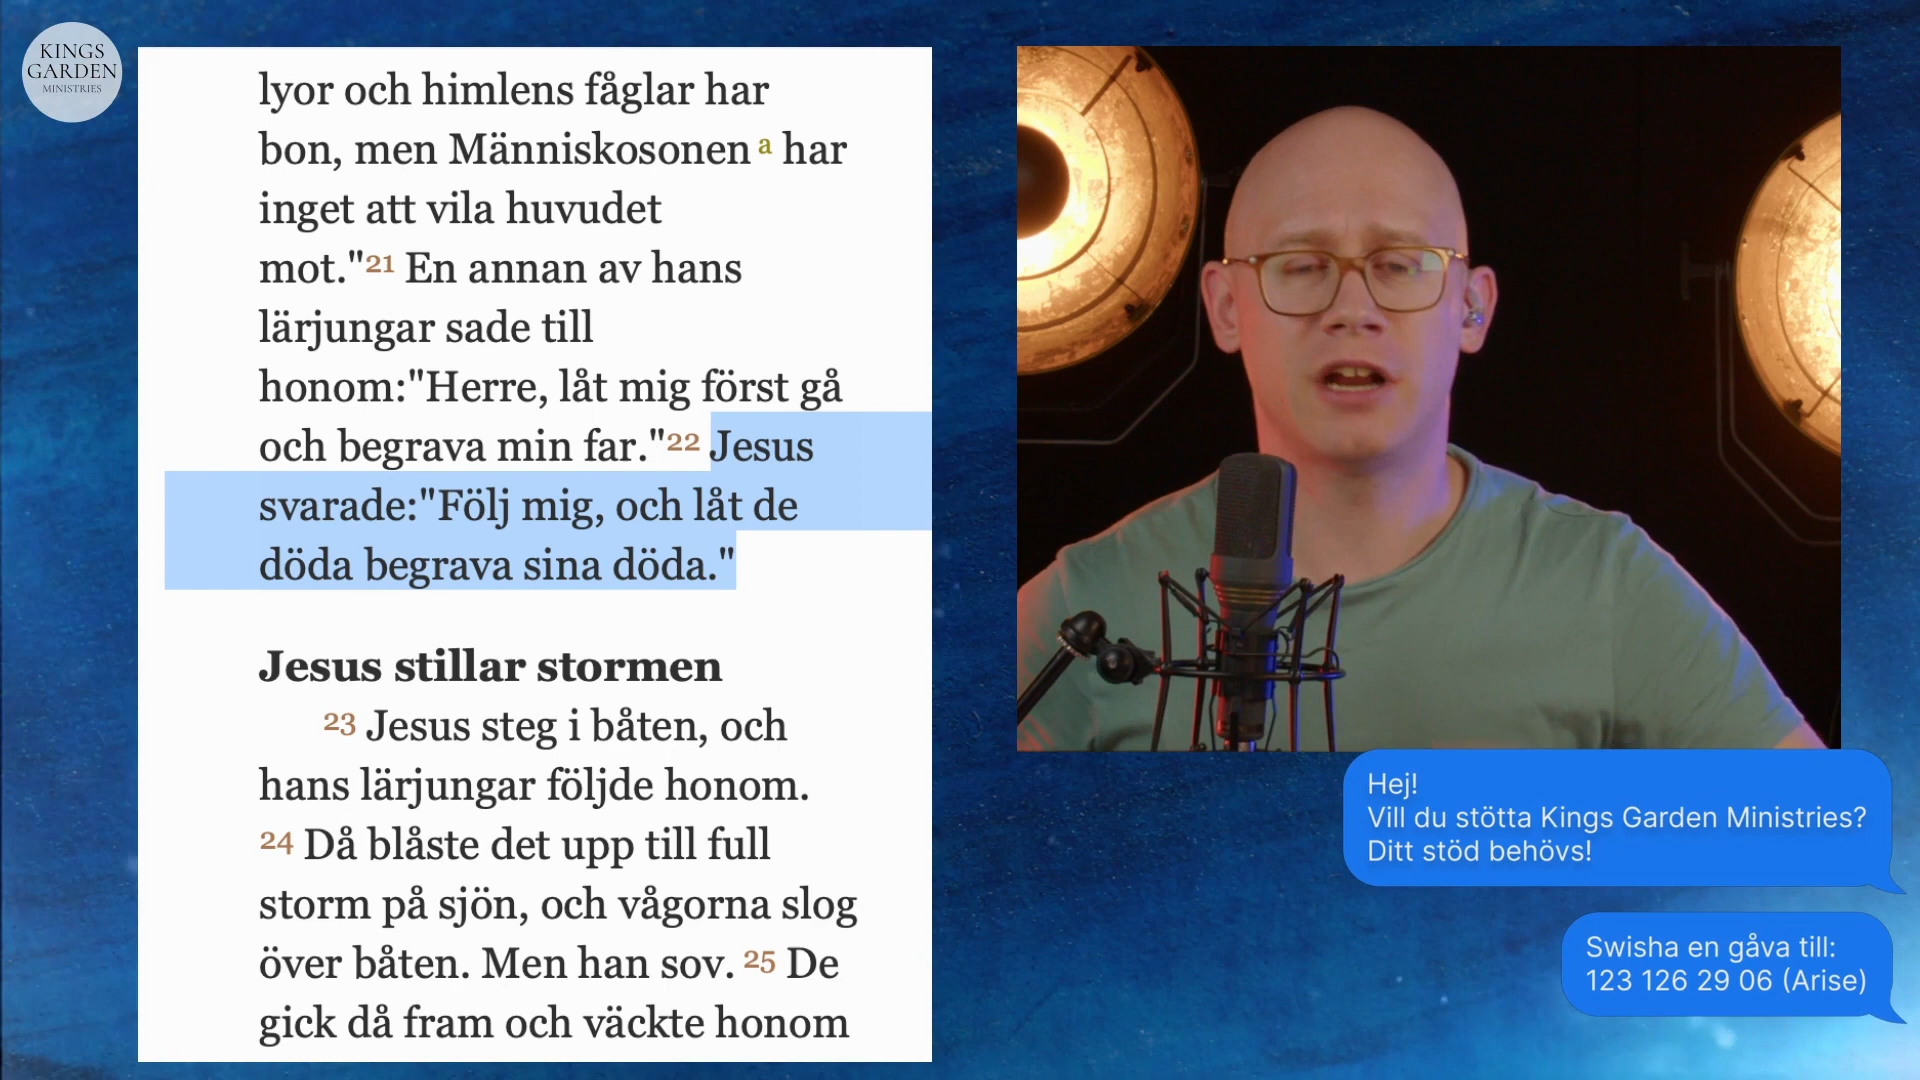 KINGS
GARDEN
MINISTRIES
lyor och himlens fåglar har
bon, men Människosonen a har
inget att vila huvudet
mot."21 En annan av hans
lärjungar sade till
honom:"Herre, låt mig först gå
och begrava min far."22 Jesus
svarade:"Följ mig, och låt de
döda begrava sina döda."
Jesus stillar stormen
23 Jesus steg i båten, och
hans lärjungar följde honom.
24 Då blåste det upp till full
storm på sjön, och vågorna slog
över båten. Men han sov. 25 De
gick då fram och väckte honom
Hej!
Vill du stötta Kings Garden Ministries?
Ditt stöd behövs!
Swisha en gåva till:
123 126 29 06 (Arise)